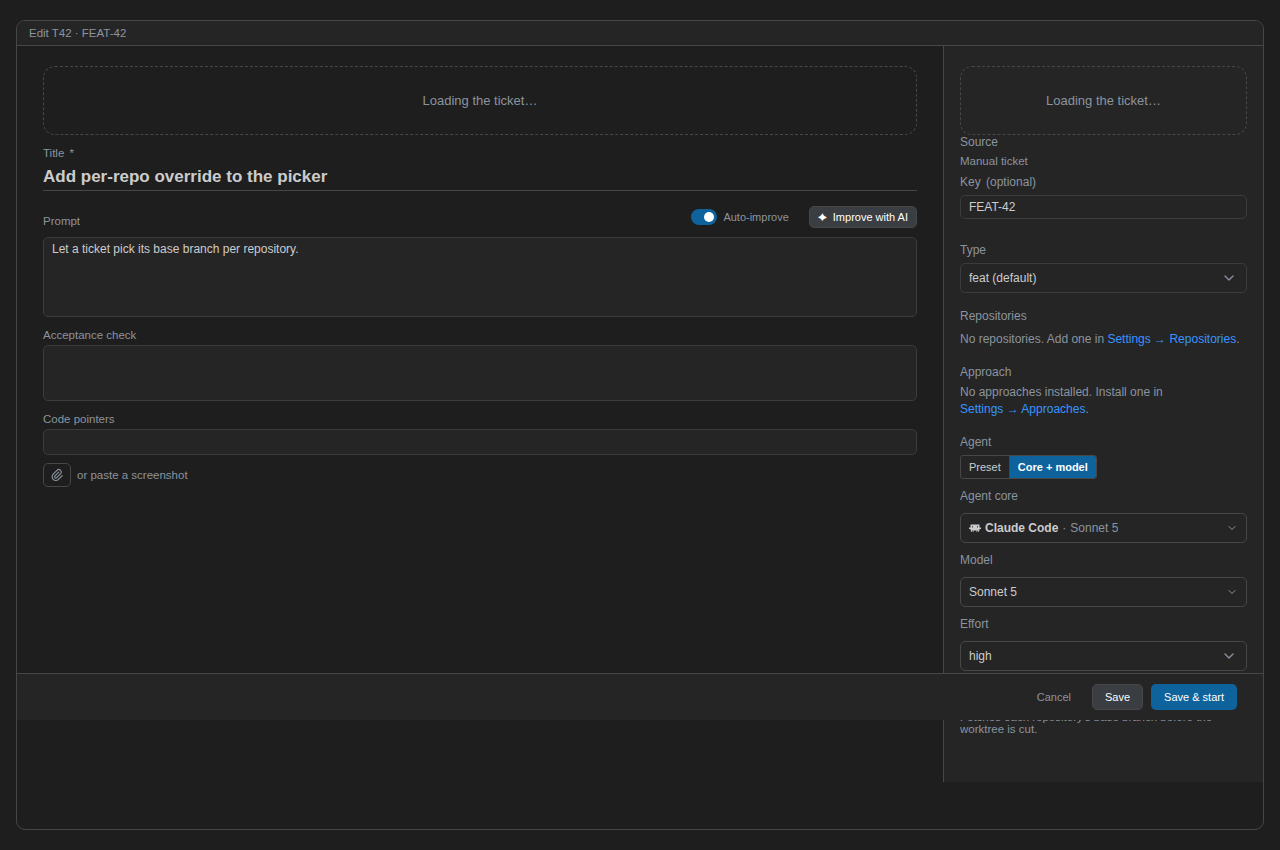 Edit T42 · FEAT-42
Loading the ticket…
Title *
Add per-repo override to the picker
Prompt
Auto-improve
Improve with AI
Let a ticket pick its base branch per repository.
Acceptance check
Code pointers
or paste a screenshot
Loading the ticket…
Source
Manual ticket
Key (optional)
FEAT-42
Type
feat (default)
Repositories
No repositories. Add one in Settings → Repositories.
Approach
No approaches installed. Install one in
Settings → Approaches.
Agent
Preset
Core + model
Agent core
Claude Code · Sonnet 5
Model
Sonnet 5
Effort
high
Cancel
Save
Save & start
worktree is cut.